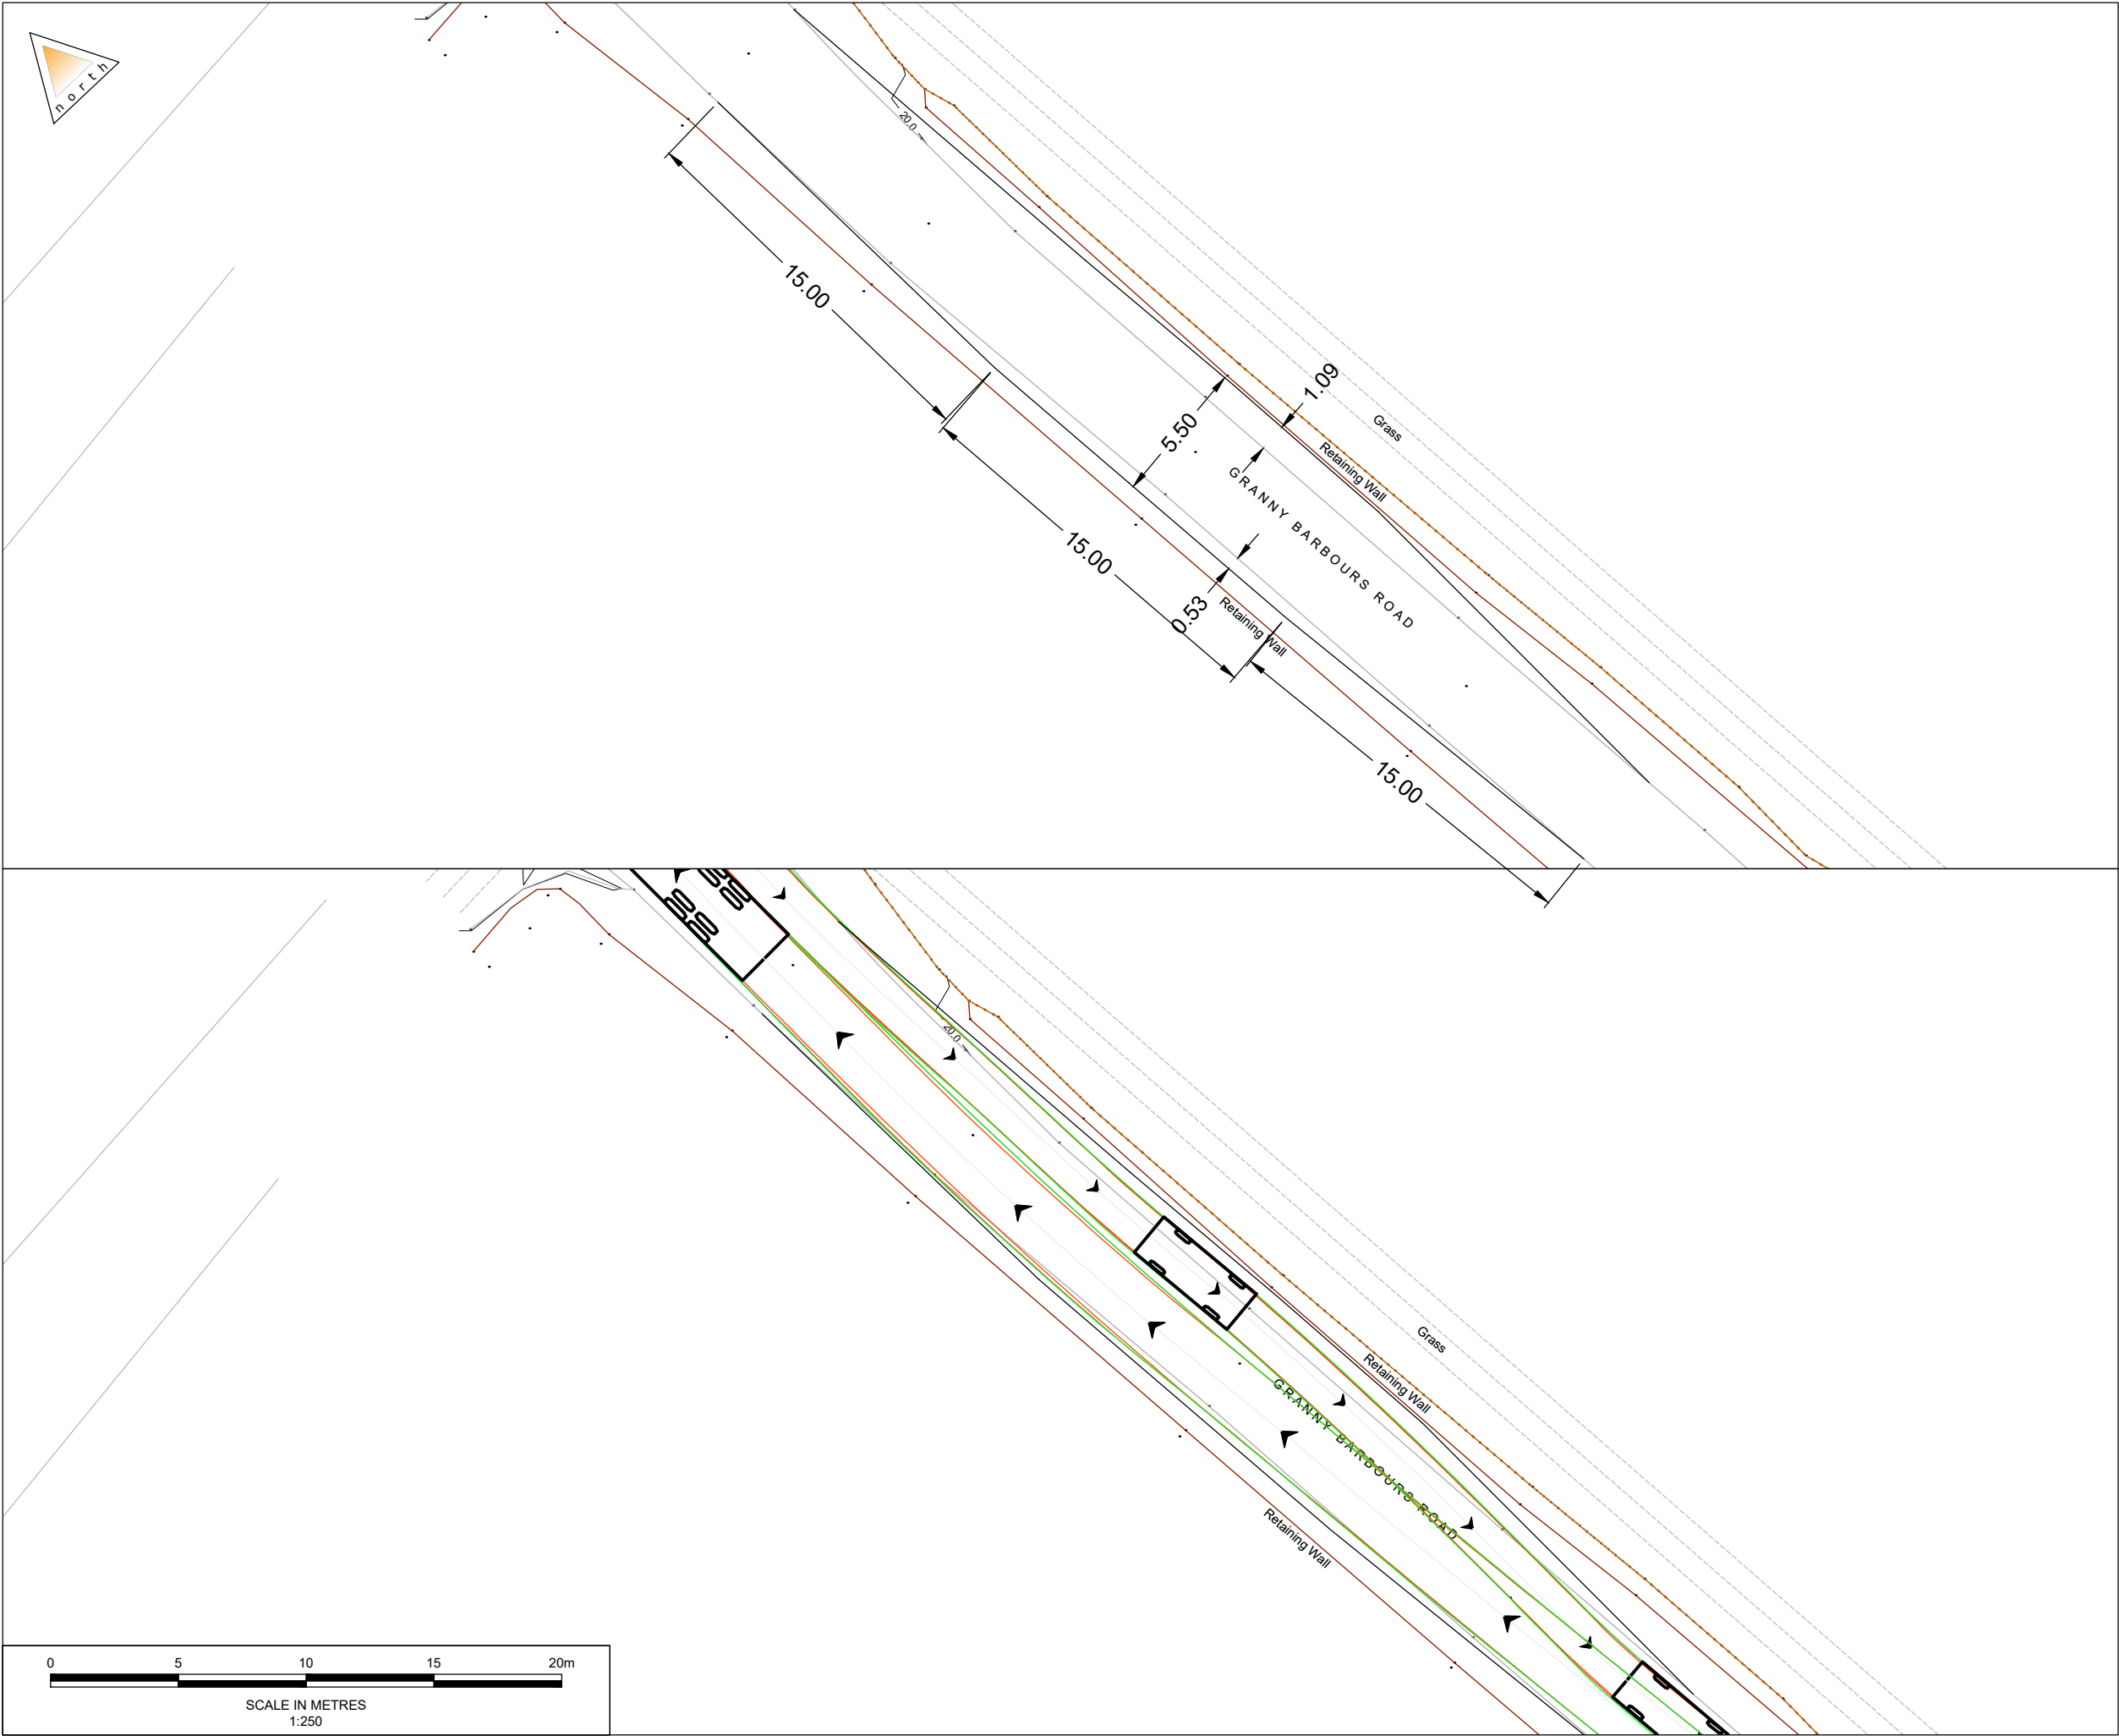 north
20.0
15.00
1.09
5.50
Grass
Retaining Wall
GRANNY BARBOURS ROAD
15.00
0.53
Retaining Wall
15.00
20.0
Grass
Retaining Wall
GRANNY BARBOURS ROAD
Retaining Wall
0 5 10 15 20m
SCALE IN METRES
1:250